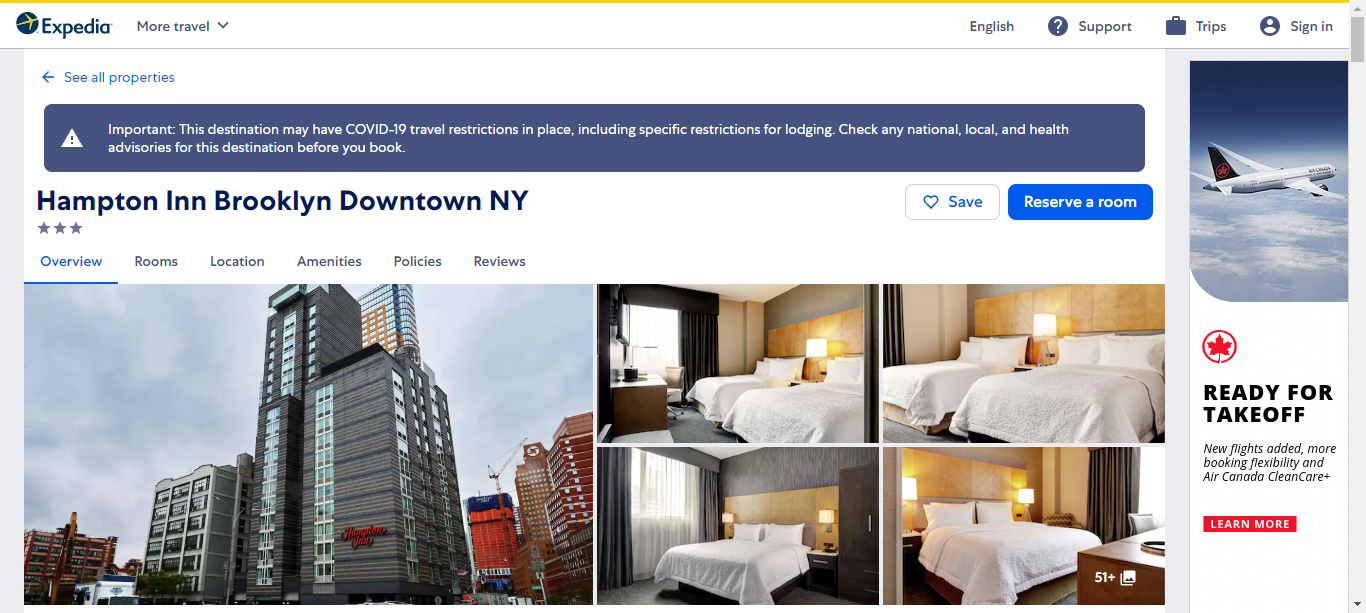 Expedia
More travel
English
Support
Trips
Sign in
See all properties
Important: This destination may have COVID-19 travel restrictions in place, including specific restrictions for lodging. Check any national, local, and health
advisories for this destination before you book.
Hampton Inn Brooklyn Downtown NY
Save
Reserve a room
Overview
Rooms
Location
Amenities
Policies
Reviews
Hampton
Inn
51+
AIR CANADA
READY FOR
TAKEOFF
New flights added, more
booking flexibility and
Air Canada CleanCare+
LEARN MORE